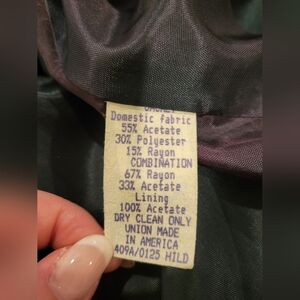 Domestic fabric
55% Acetate
30% Polyester
15% Rayon
COMBINATION
67% Rayon
33% Acetate
Lining
100% Acetate
DRY CLEAN ONLY
UNION MADE
IN AMERICA
409A/0125 HILD